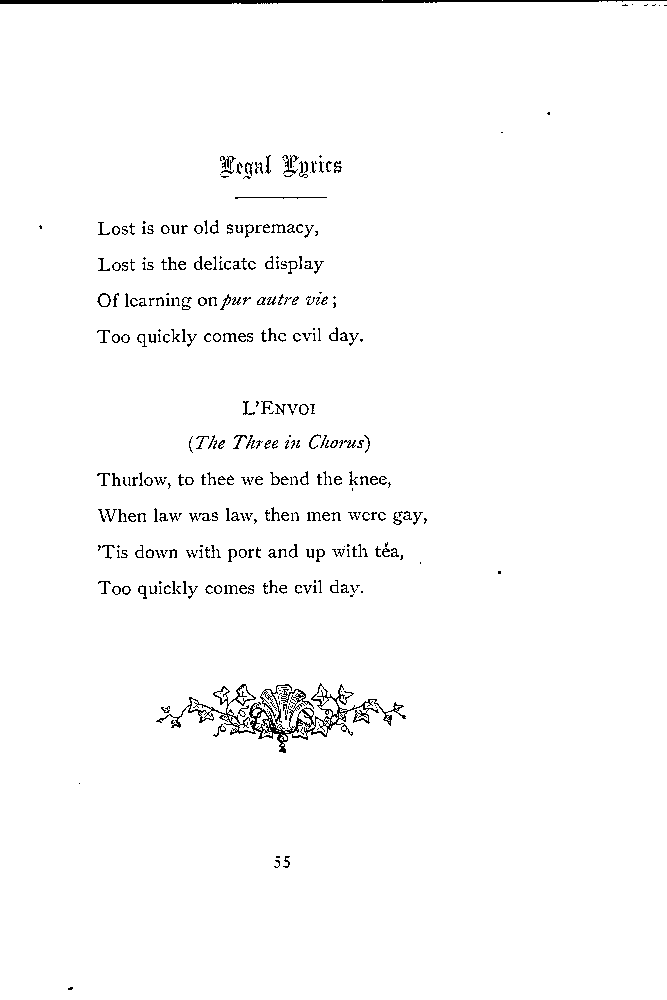 Legal Lyrics
Lost is our old supremacy,
Lost is the delicate display
Of learning on pur autre vie;
Too quickly comes the evil day.
L'ENVOI
(The Three in Chorus)
Thurlow, to thee we bend the knee,
When law was law, then men were gay,
'Tis down with port and up with tea,
Too quickly comes the evil day.
55